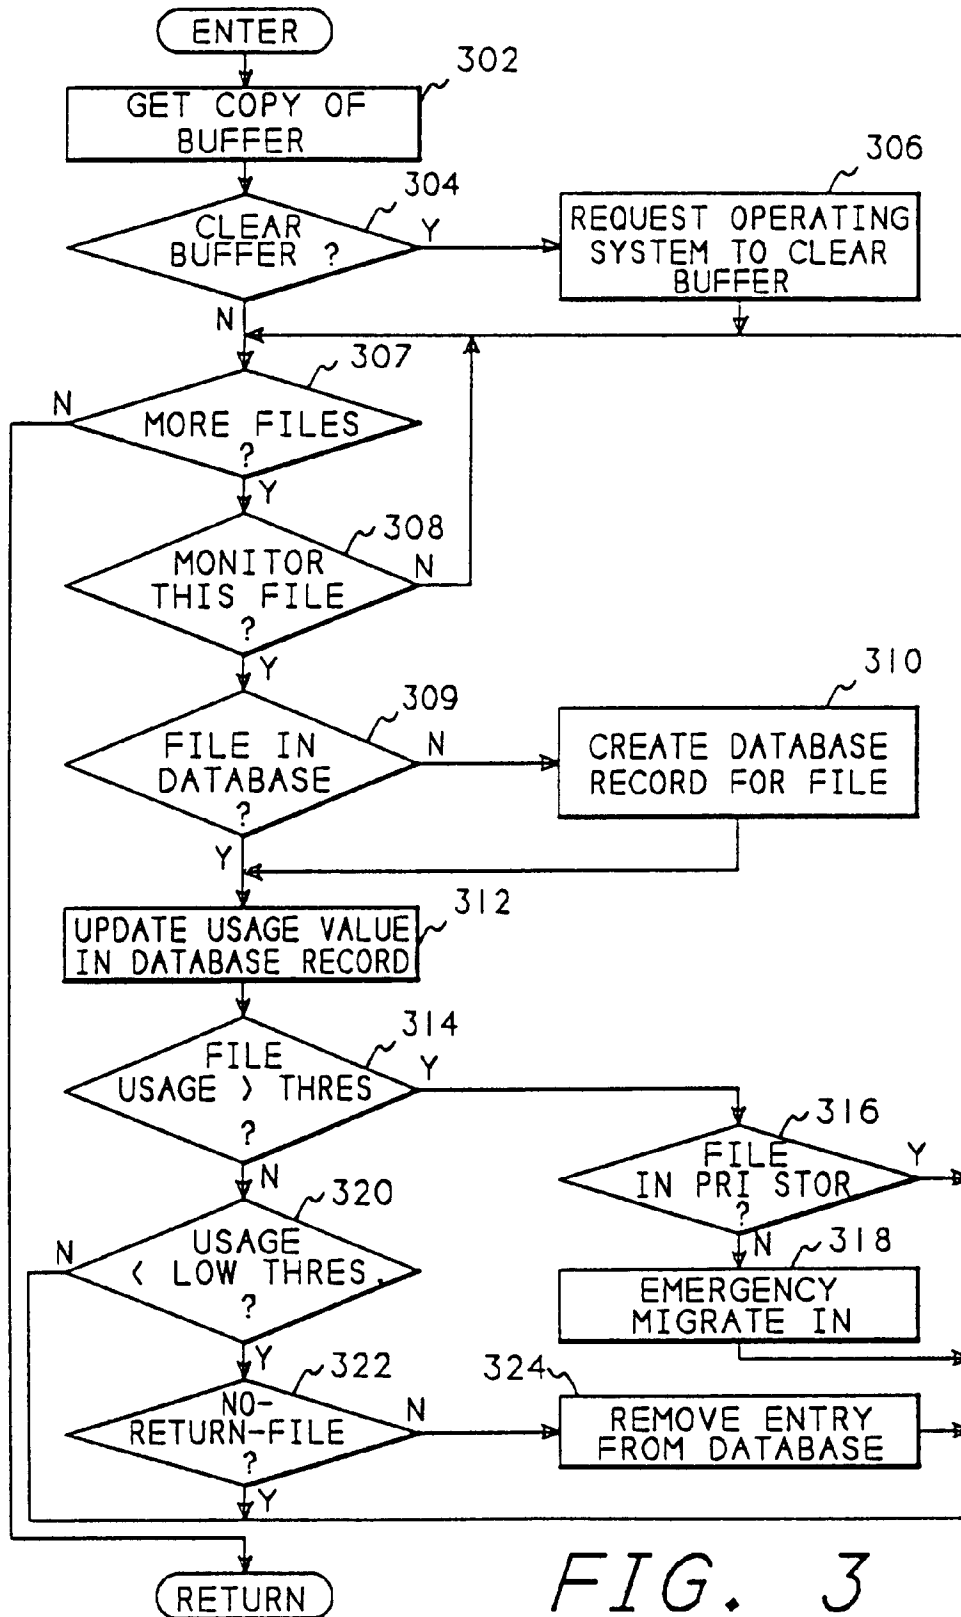 ENTER
302
GET COPY OF
BUFFER
304
306
CLEAR
BUFFER ?
Y
REQUEST OPERATING
SYSTEM TO CLEAR
BUFFER
N
307
N
MORE FILES
?
Y
308
MONITOR
THIS FILE
?
N
Y
309
310
FILE IN
DATABASE
?
N
CREATE DATABASE
RECORD FOR FILE
Y
312
UPDATE USAGE VALUE
IN DATABASE RECORD
314
FILE
USAGE > THRES
?
Y
316
FILE
IN PRI STOR
?
Y
N
N
320
318
N
USAGE
< LOW THRES
?
EMERGENCY
MIGRATE IN
Y
322
324
NO-
RETURN-FILE
?
N
REMOVE ENTRY
FROM DATABASE
Y
RETURN
FIG. 3